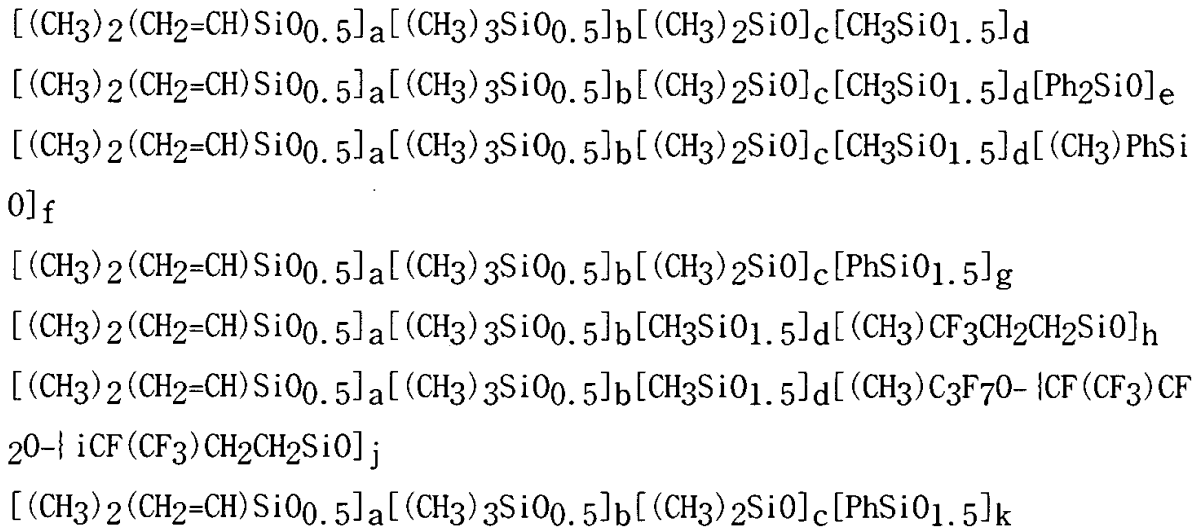 [(CH3)2(CH2=CH)SiO0.5]a[(CH3)3SiO0.5]b[(CH3)2SiO]c[CH3SiO1.5]d
[(CH3)2(CH2=CH)SiO0.5]a[(CH3)3SiO0.5]b[(CH3)2SiO]c[CH3SiO1.5]d[Ph2SiO]e
[(CH3)2(CH2=CH)SiO0.5]a[(CH3)3SiO0.5]b[(CH3)2SiO]c[CH3SiO1.5]d[(CH3)PhSi
O]f
[(CH3)2(CH2=CH)SiO0.5]a[(CH3)3SiO0.5]b[(CH3)2SiO]c[PhSiO1.5]g
[(CH3)2(CH2=CH)SiO0.5]a[(CH3)3SiO0.5]b[CH3SiO1.5]d[(CH3)CF3CH2CH2SiO]h
[(CH3)2(CH2=CH)SiO0.5]a[(CH3)3SiO0.5]b[CH3SiO1.5]d[(CH3)C3F7O-{CF(CF3)CF
2O-}iCF(CF3)CH2CH2SiO]j
[(CH3)2(CH2=CH)SiO0.5]a[(CH3)3SiO0.5]b[(CH3)2SiO]c[PhSiO1.5]k